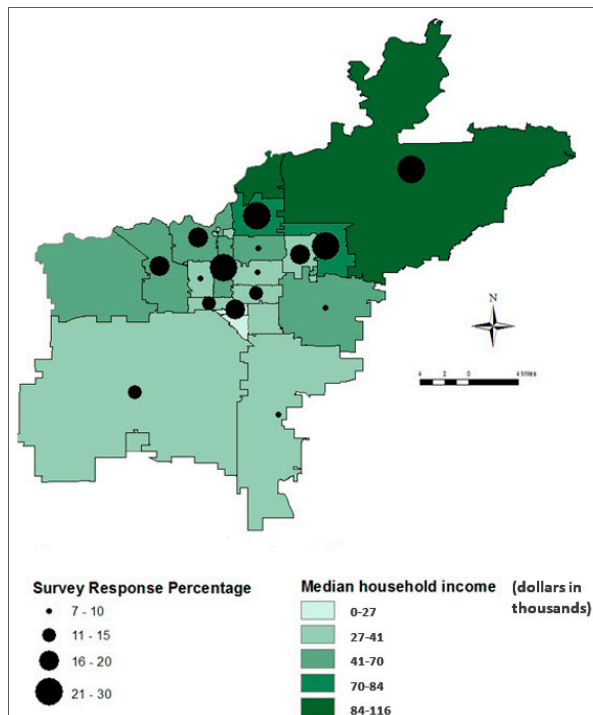 N
4 2 0 4 Miles
Survey Response Percentage
7 - 10
11 - 15
16 - 20
21 - 30
Median household income (dollars in
thousands)
0-27
27-41
41-70
70-84
84-116